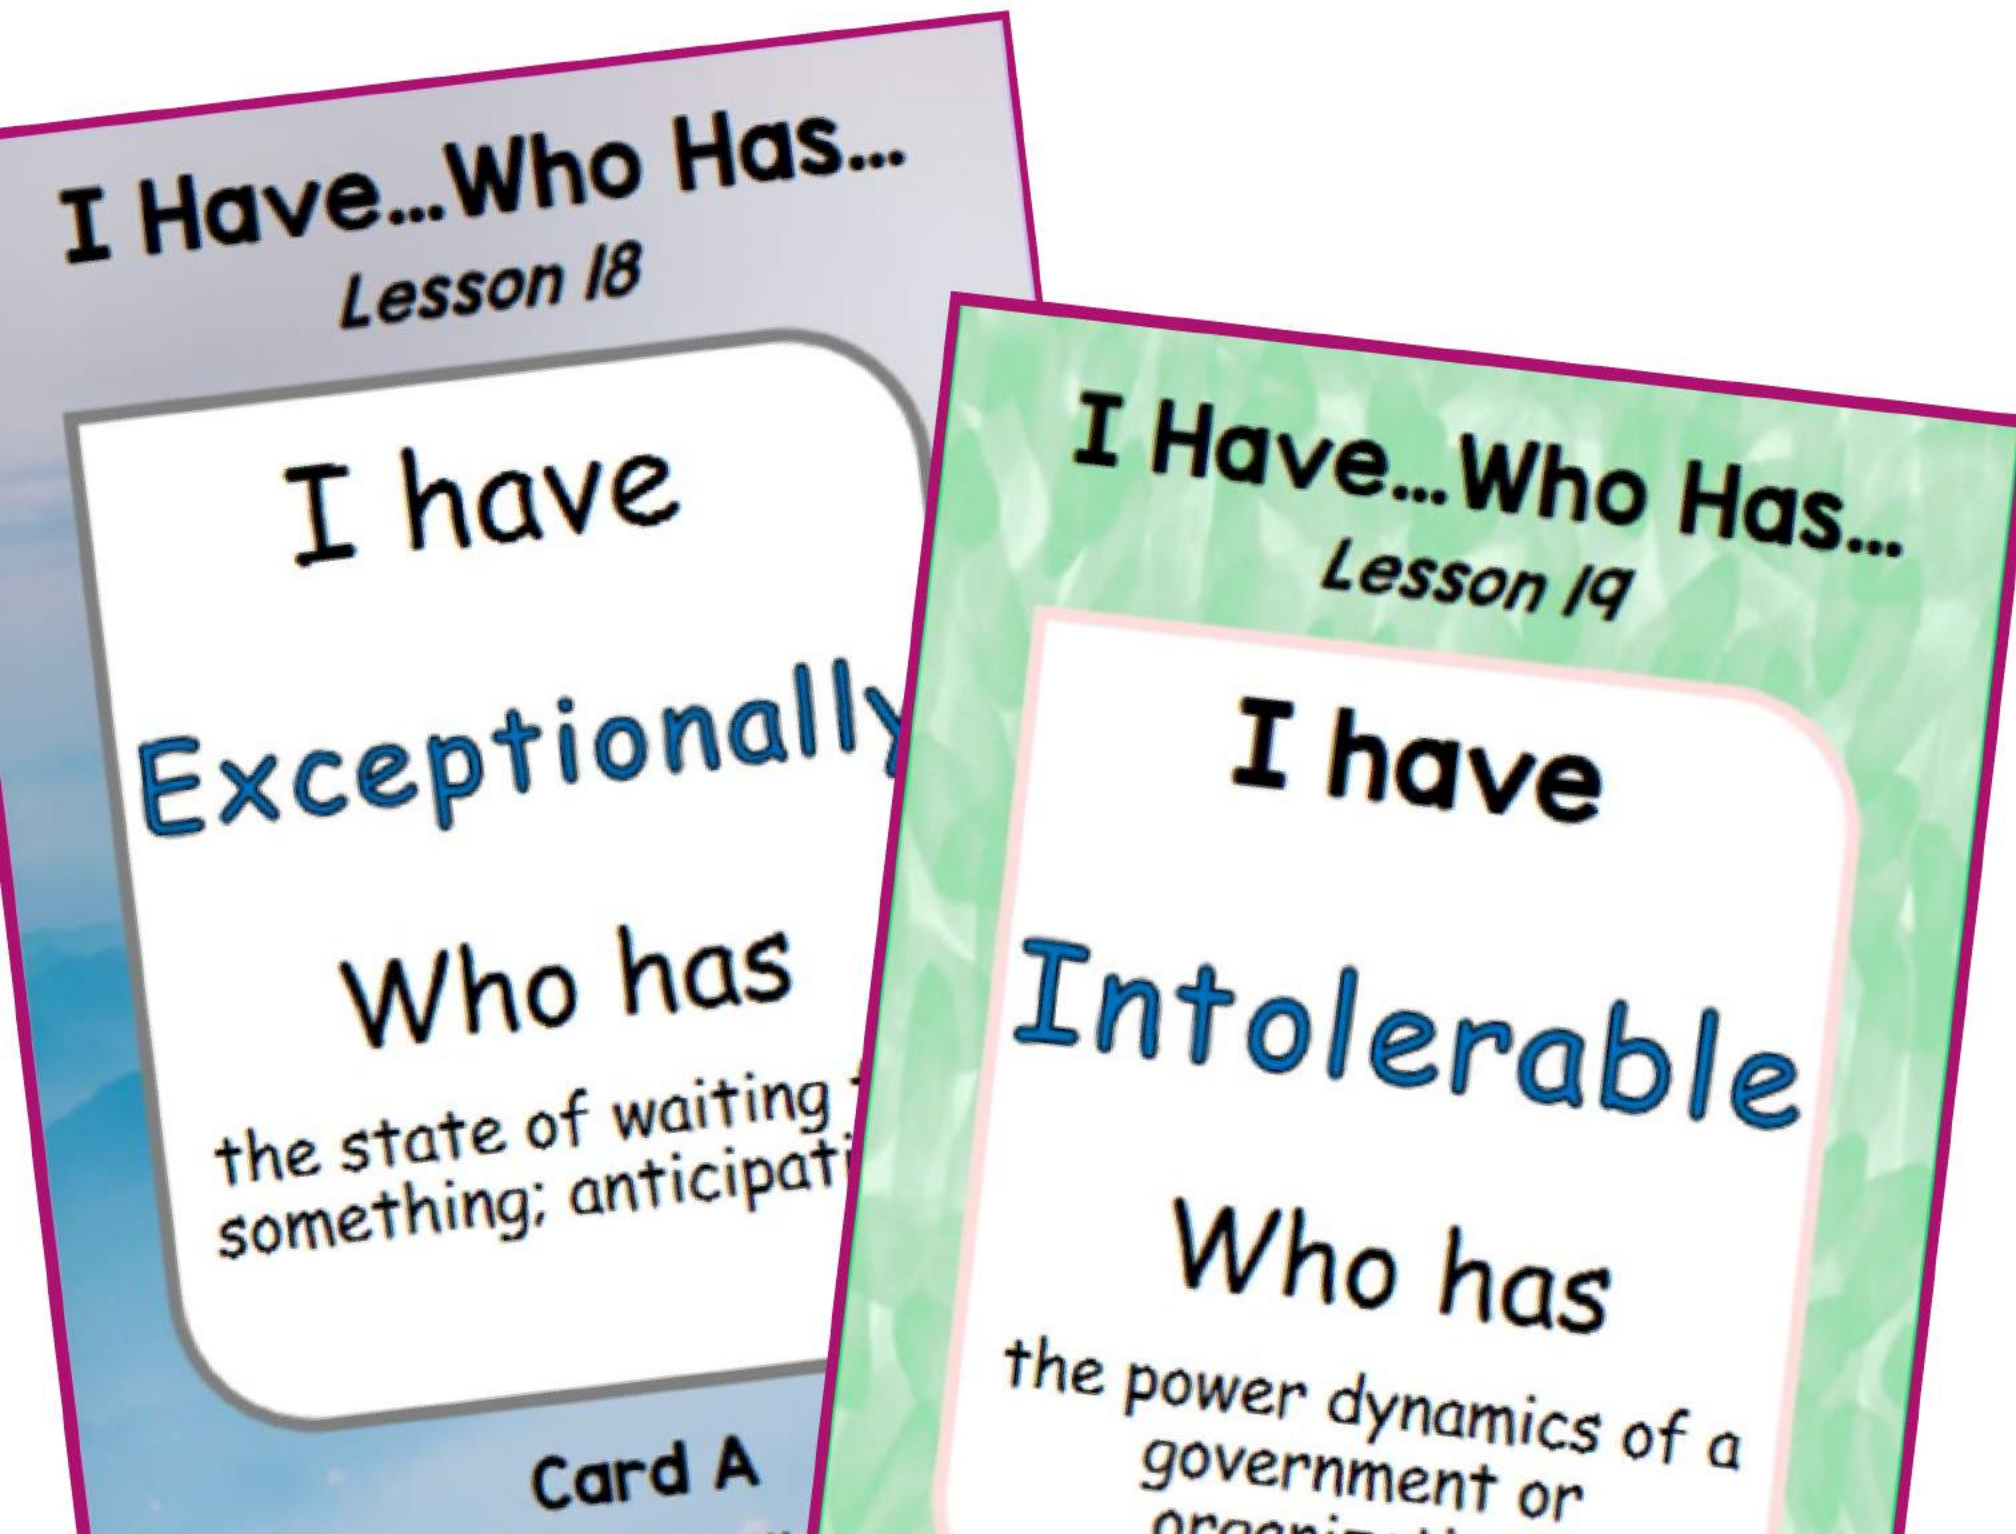 I Have...Who Has...
Lesson 18
I have
Exceptionally
Who has
the state of waiting
something;
Card A
I Have...Who Has...
Lesson 19
I have
Intolerable
Who has
the power dynamics of a
government or